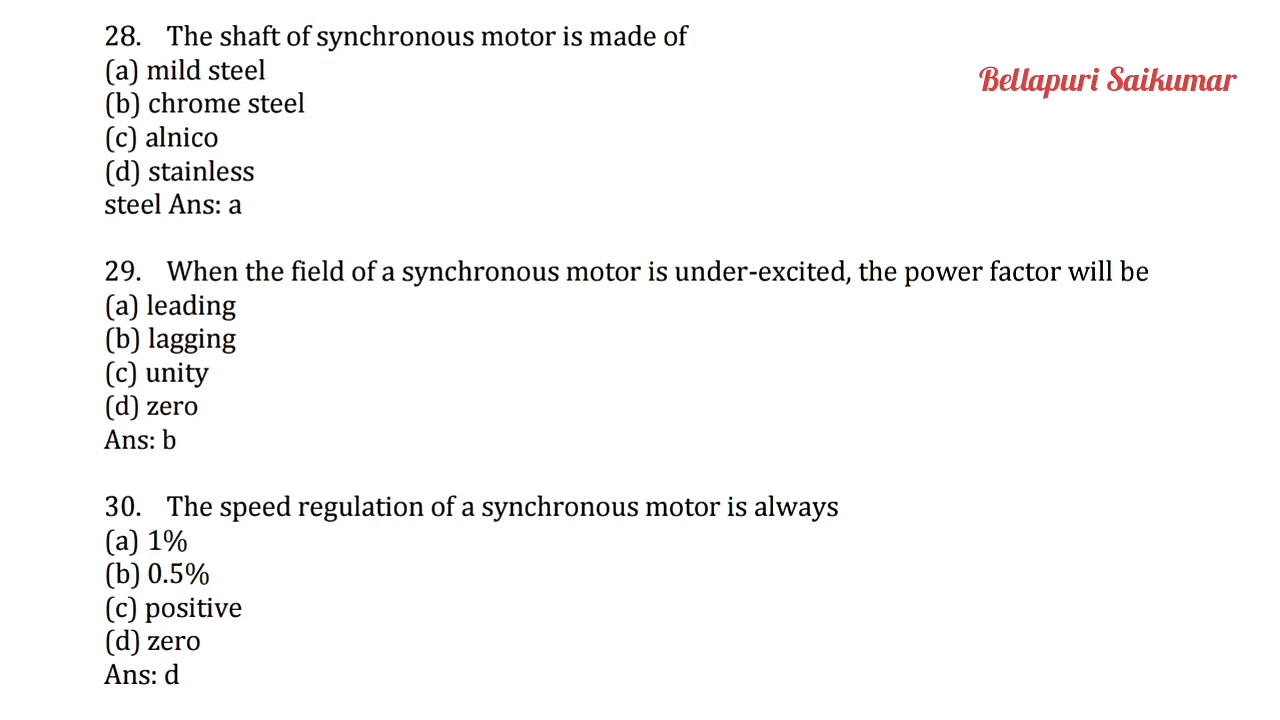 28. The shaft of synchronous motor is made of
Bellapuri Saikumar
(a) mild steel
(b) chrome steel
(c) alnico
(d) stainless
steel Ans: a
29. When the field of a synchronous motor is under-excited, the power factor will be
(a) leading
(b) lagging
(c) unity
(d) zero
Ans: b
30. The speed regulation of a synchronous motor is always
(a) 1%
(b) 0.5%
(c) positive
(d) zero
Ans: d